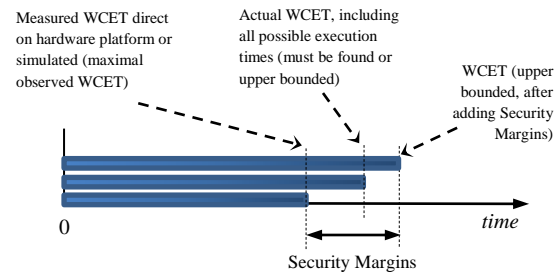 Measured WCET direct
on hardware platform or
simulated (maximal
observed WCET)
Actual WCET, including
all possible execution
times (must be found or
upper bounded)
WCET (upper
bounded, after
adding Security
Margins)
0
time
Security Margins